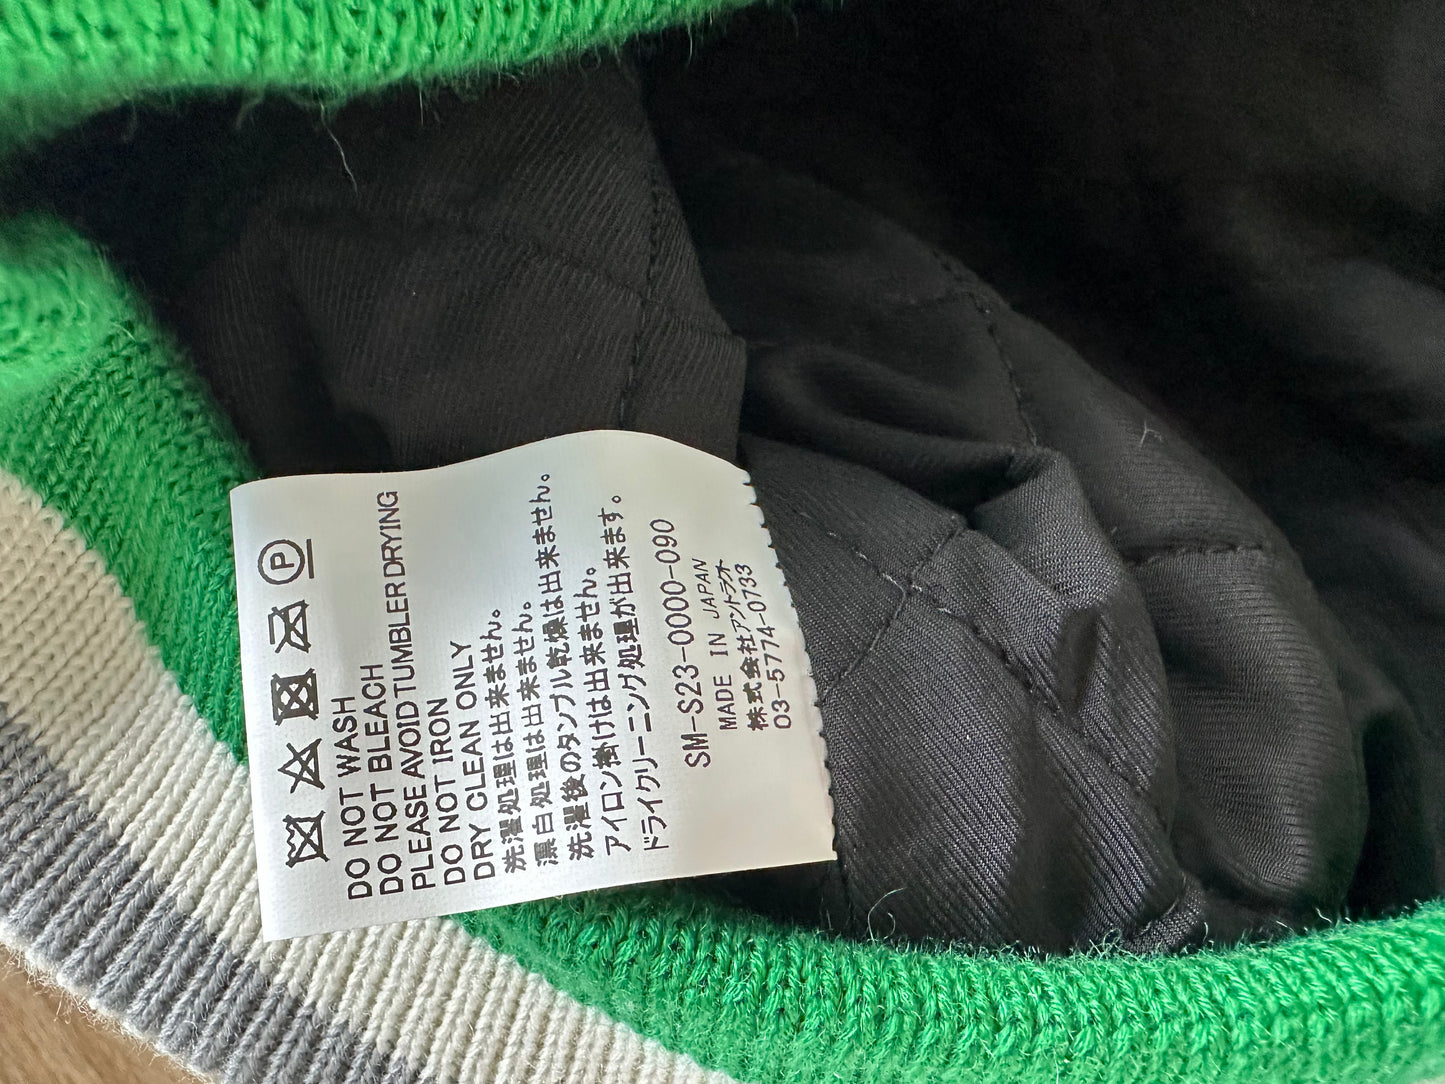 P
DO NOT WASH
DO NOT BLEACH
PLEASE AVOID TUMBLER DRYING
DO NOT IRON
DRY CLEAN ONLY
洗濯処理は出来ません。
漂白処理は出来ません。
洗濯後のタンブル乾燥は出来ません。
アイロン掛けは出来ません。
ドライクリーニング処理が出来ます。
SM-S23-0000-090
MADE IN JAPAN
株式会社アントラオト
03-5774-0733